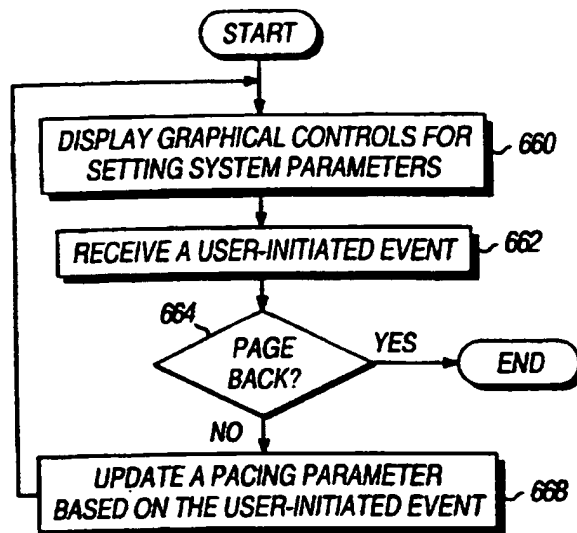 START
DISPLAY GRAPHICAL CONTROLS FOR
SETTING SYSTEM PARAMETERS
660
RECEIVE A USER-INITIATED EVENT
662
664
PAGE
BACK?
YES
END
NO
UPDATE A PACING PARAMETER
BASED ON THE USER-INITIATED EVENT
668